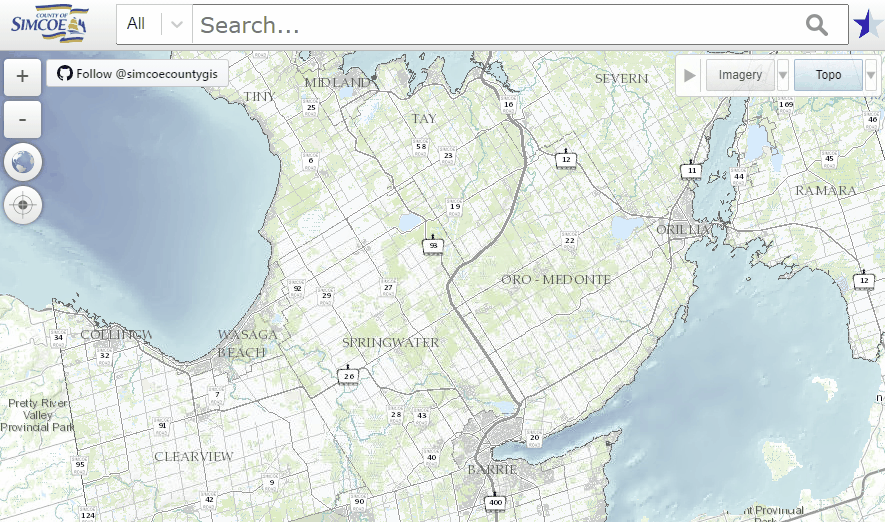 COUNTY OF
SIMCOE
All
Search...
+
Follow @simcoecountygis
-
Imagery
Topo
MIDLAND
SEVERN
TINY
TAY
16
169
46
25
58
23
6
12
11
44
45
RAMARA
19
93
22
ORILLIA
ORO - MEDONTE
12
92
29
27
34
COLLINGW
32
WASAGA
BEACH
SPRINGWATER
26
7
Pretty River
Valley
Provincial Park
28
43
91
20
CLEARVIEW
40
BARRIE
95
9
42
90
400
124
nt Provincial
Park